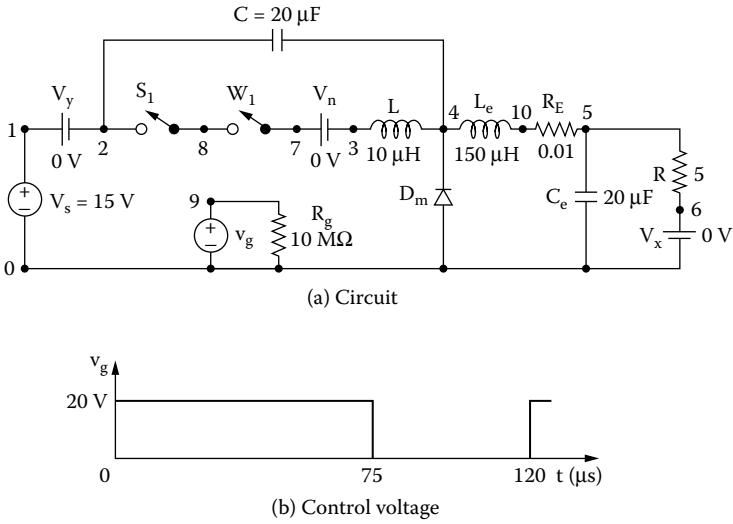 C = 20 µF
V_y S_1 W_1 V_n L L_e R_E
1 2 8 7 3 4 10 5
0 V 0 V 10 µH 150 µH 0.01
V_s = 15 V
9
v_g
R_g
10 MΩ
D_m
C_e 20 µF
R 5
6
V_x 0 V
0
(a) Circuit
v_g
20 V
0 75 120 t (µs)
(b) Control voltage